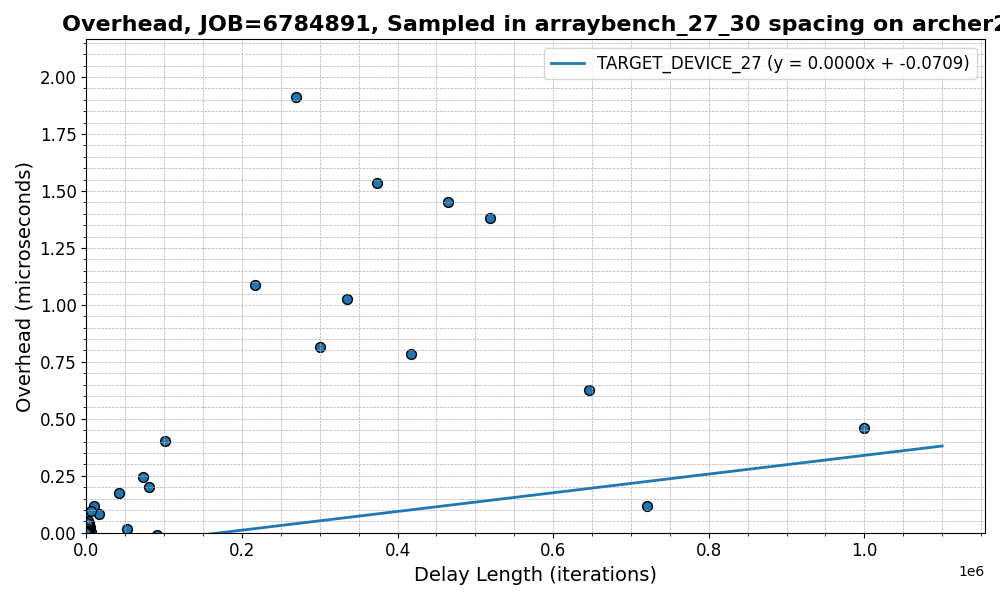 Overhead, JOB=6784891, Sampled in arraybench_27_30 spacing on archer2
TARGET_DEVICE_27 (y = 0.0000x + -0.0709)
Overhead (microseconds)
2.00
1.75
1.50
1.25
1.00
0.75
0.50
0.25
0.00
0.0 0.2 0.4 0.6 0.8 1.0
1e6
Delay Length (iterations)